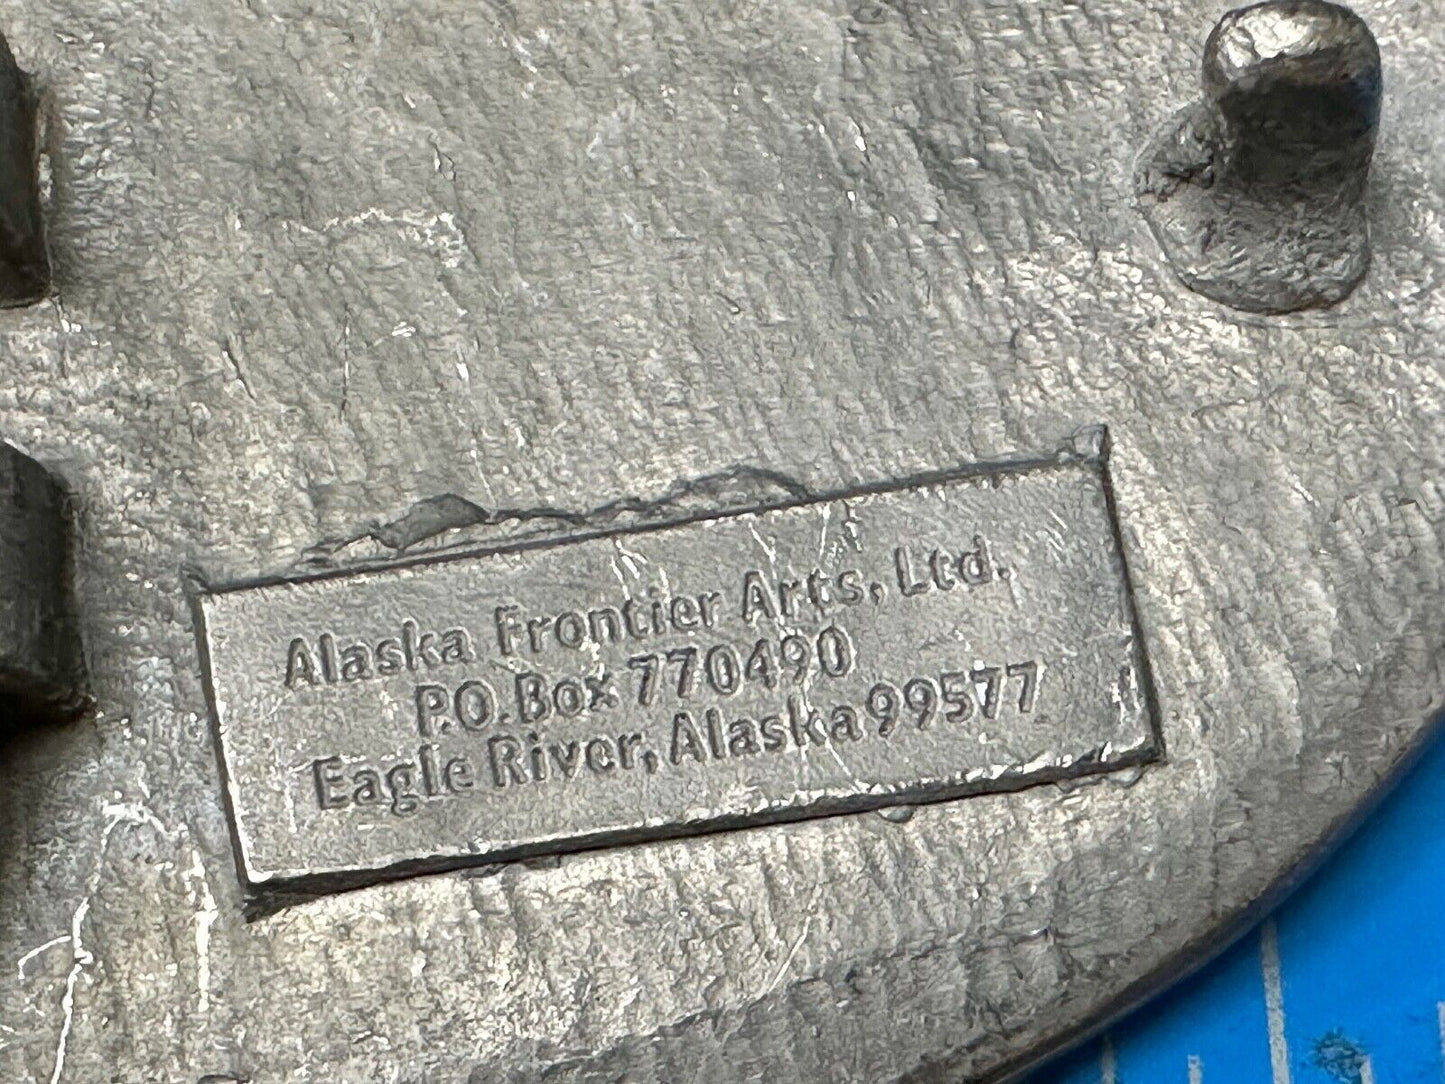 Alaska Frontier Arts, Ltd.
P.O. Box 770490
Eagle River, Alaska 99577